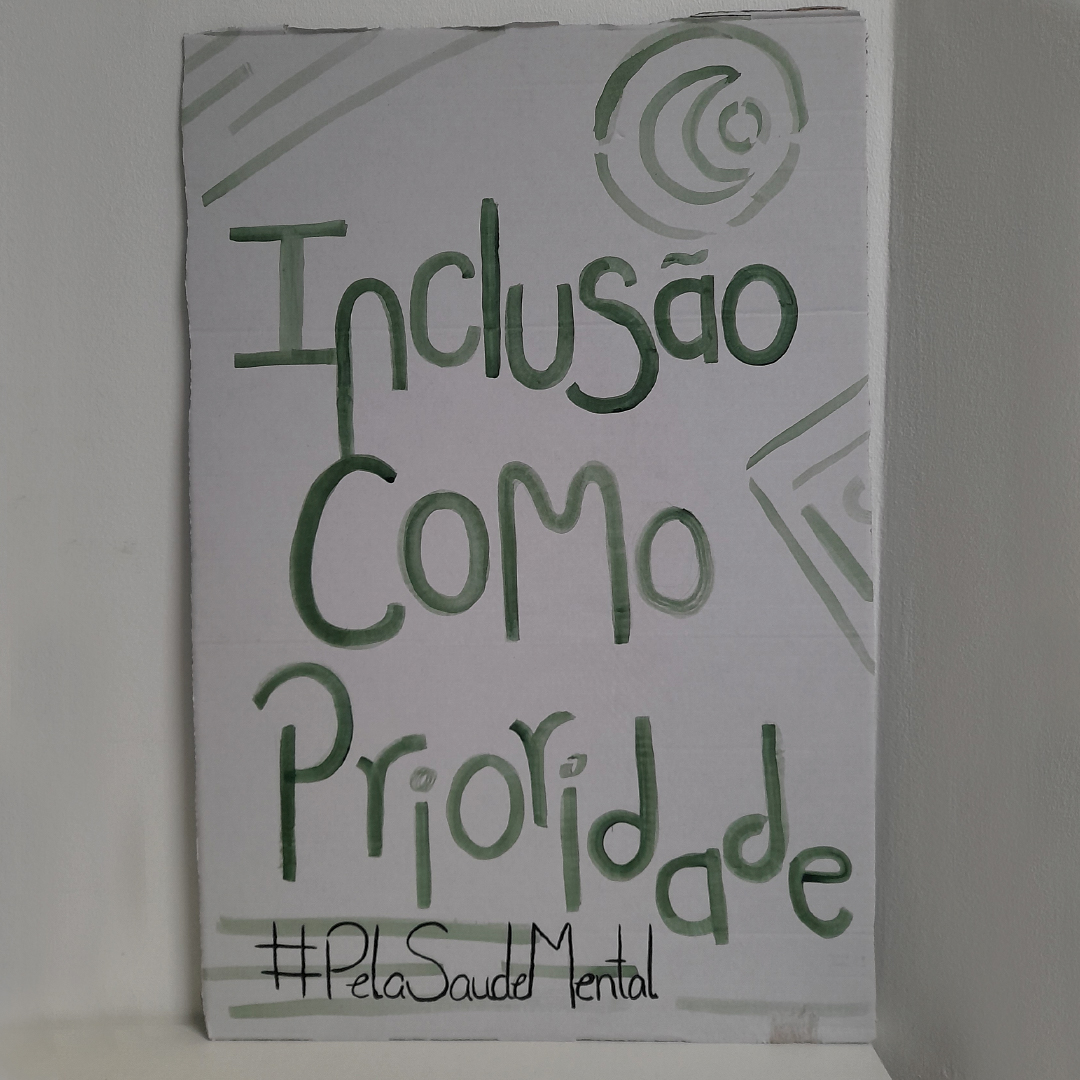 Inclusão
Como
Prioridade
#PelaSaudeMental